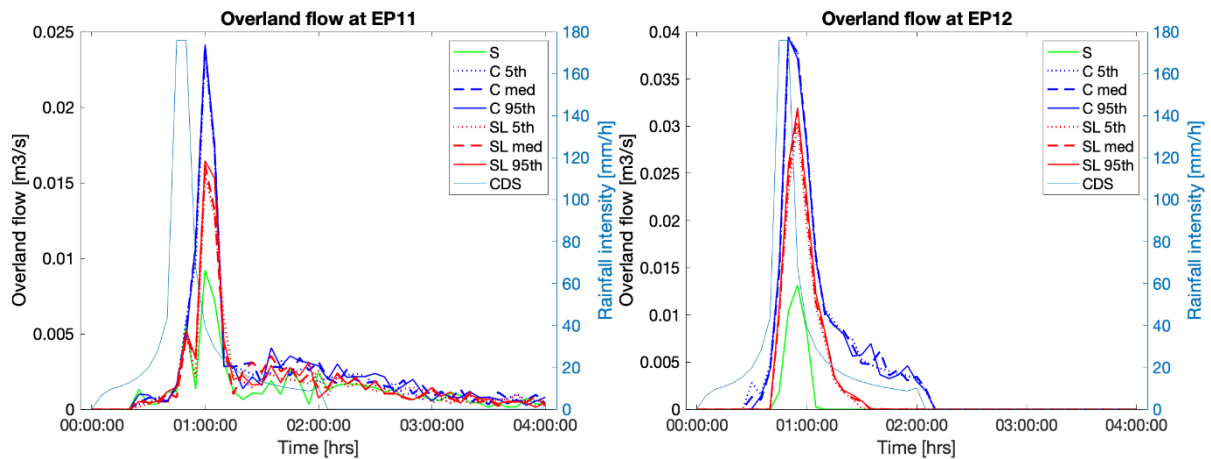 Overland flow at EP11
0.025
0.02
0.015
0.01
0.005
0
Overland flow [m3/s]
180
160
140
120
100
80
60
40
20
0
Rainfall intensity [mm/h]
S
C 5th
C med
C 95th
SL 5th
SL med
SL 95th
CDS
00:00:00
01:00:00
02:00:00
03:00:00
04:00:00
Time [hrs]
Overland flow at EP12
0.04
0.035
0.03
0.025
0.02
0.015
0.01
0.005
0
Overland flow [m3/s]
180
160
140
120
100
80
60
40
20
0
Rainfall intensity [mm/h]
S
C 5th
C med
C 95th
SL 5th
SL med
SL 95th
CDS
00:00:00
01:00:00
02:00:00
03:00:00
04:00:00
Time [hrs]